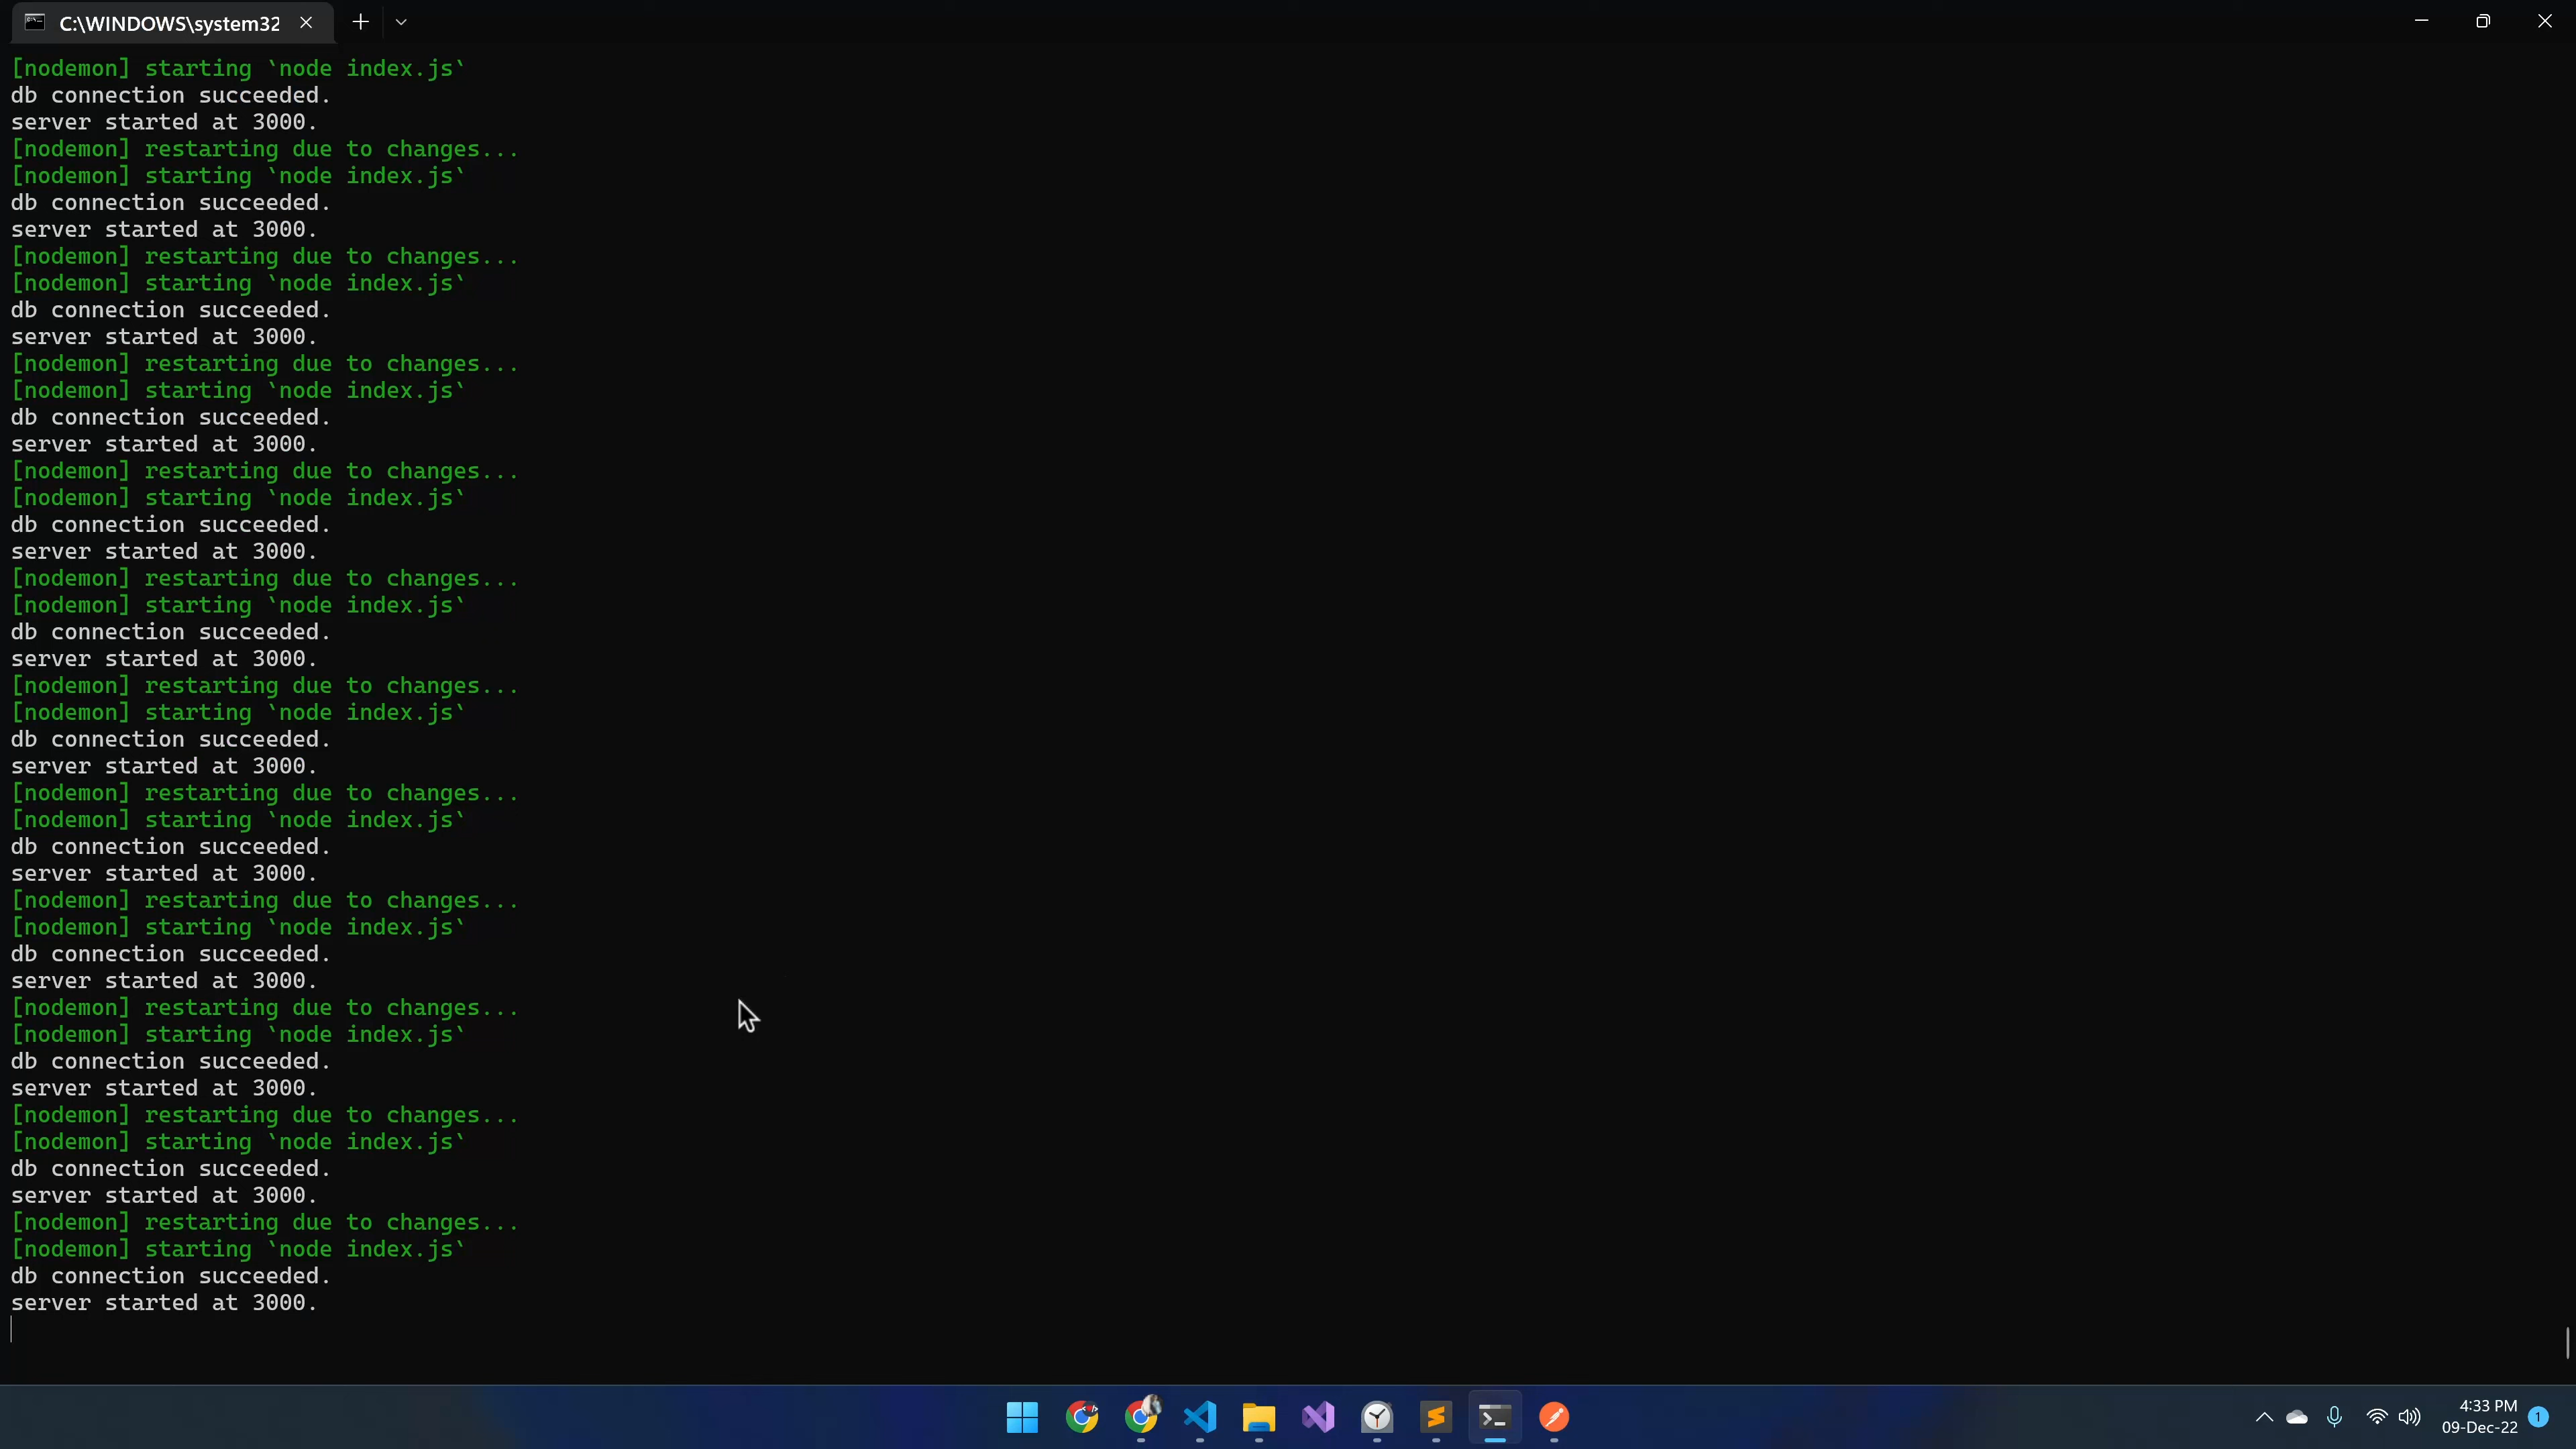 C:\WINDOWS\system32
[nodemon] starting `node index.js`
db connection succeeded.
server started at 3000.
[nodemon] restarting due to changes...
[nodemon] starting `node index.js`
db connection succeeded.
server started at 3000.
[nodemon] restarting due to changes...
[nodemon] starting `node index.js`
db connection succeeded.
server started at 3000.
[nodemon] restarting due to changes...
[nodemon] starting `node index.js`
db connection succeeded.
server started at 3000.
[nodemon] restarting due to changes...
[nodemon] starting `node index.js`
db connection succeeded.
server started at 3000.
[nodemon] restarting due to changes...
[nodemon] starting `node index.js`
db connection succeeded.
server started at 3000.
[nodemon] restarting due to changes...
[nodemon] starting `node index.js`
db connection succeeded.
server started at 3000.
[nodemon] restarting due to changes...
[nodemon] starting `node index.js`
db connection succeeded.
server started at 3000.
[nodemon] restarting due to changes...
[nodemon] starting `node index.js`
db connection succeeded.
server started at 3000.
[nodemon] restarting due to changes...
[nodemon] starting `node index.js`
db connection succeeded.
server started at 3000.
[nodemon] restarting due to changes...
[nodemon] starting `node index.js`
db connection succeeded.
server started at 3000.
[nodemon] restarting due to changes...
[nodemon] starting `node index.js`
db connection succeeded.
server started at 3000.
4:33 PM
09-Dec-22
1